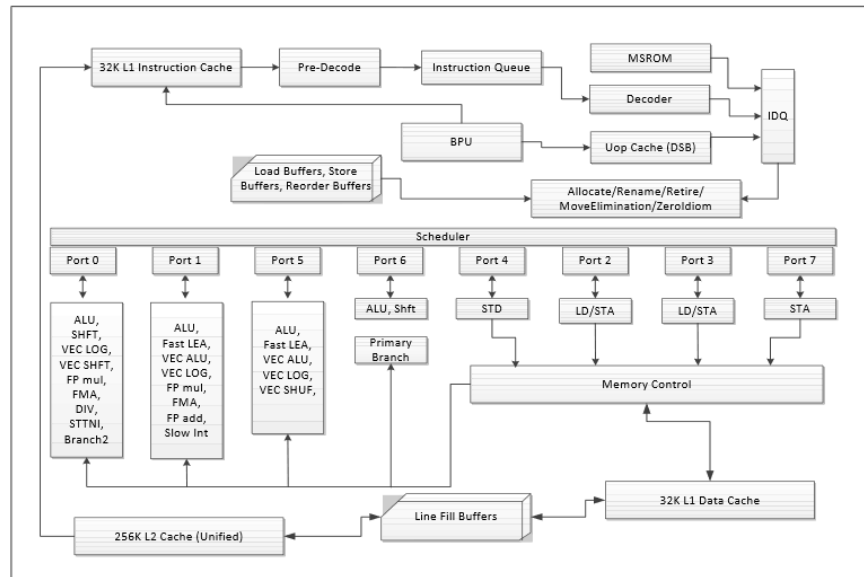 32K L1 Instruction Cache
Pre-Decode
Instruction Queue
MSROM
Decoder
IDQ
BPU
Uop Cache (DSB)
Load Buffers, Store
Buffers, Reorder Buffers
Allocate/Rename/Retire/
MoveElimination/ZeroIdiom
Scheduler
Port 0
Port 1
Port 5
Port 6
Port 4
Port 2
Port 3
Port 7
ALU,
SHFT,
VEC LOG,
VEC SHFT,
FP mul,
FMA,
DIV,
STTNI,
Branch2
ALU,
Fast LEA,
VEC ALU,
VEC LOG,
FP mul,
FMA,
FP add,
Slow Int
ALU,
Fast LEA,
VEC ALU,
VEC LOG,
VEC SHUF,
ALU, Shft
Primary
Branch
STD
LD/STA
LD/STA
STA
Memory Control
32K L1 Data Cache
Line Fill Buffers
256K L2 Cache (Unified)